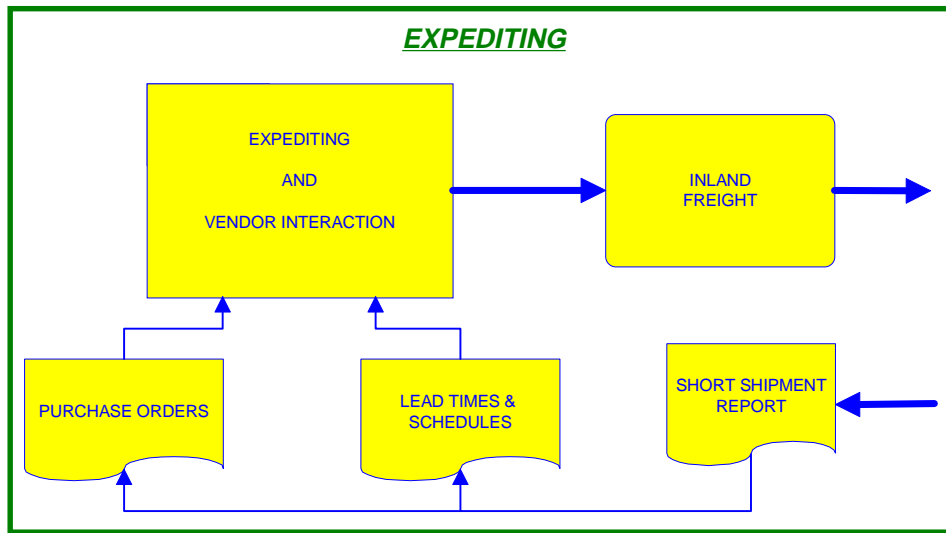 EXPEDITING
EXPEDITING
AND
VENDOR INTERACTION
INLAND
FREIGHT
PURCHASE ORDERS
LEAD TIMES &
SCHEDULES
SHORT SHIPMENT
REPORT